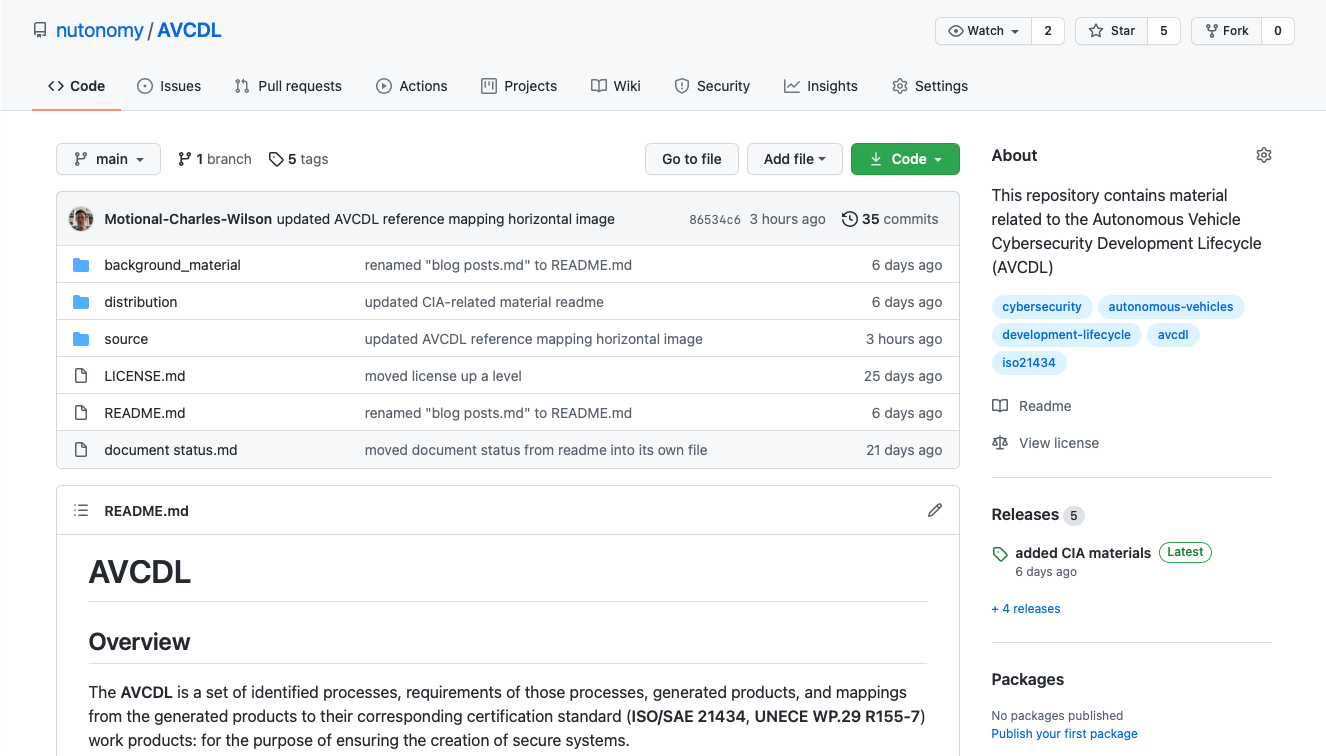 nutonomy / AVCDL
Watch 2 Star 5 Fork 0
Code Issues Pull requests Actions Projects Wiki Security Insights Settings
main 1 branch 5 tags Go to file Add file Code
Motional-Charles-Wilson updated AVCDL reference mapping horizontal image 86534c6 3 hours ago 35 commits
background_material renamed "blog posts.md" to README.md 6 days ago
distribution updated CIA-related material readme 6 days ago
source updated AVCDL reference mapping horizontal image 3 hours ago
LICENSE.md moved license up a level 25 days ago
README.md renamed "blog posts.md" to README.md 6 days ago
document status.md moved document status from readme into its own file 21 days ago
README.md
AVCDL
Overview
The AVCDL is a set of identified processes, requirements of those processes, generated products, and mappings
from the generated products to their corresponding certification standard (ISO/SAE 21434, UNECE WP.29 R155-7)
work products: for the purpose of ensuring the creation of secure systems.
About
This repository contains material
related to the Autonomous Vehicle
Cybersecurity Development Lifecycle
(AVCDL)
cybersecurity autonomous-vehicles
development-lifecycle avcdl
iso21434
Readme
View license
Releases 5
added CIA materials Latest
6 days ago
+ 4 releases
Packages
No packages published
Publish your first package